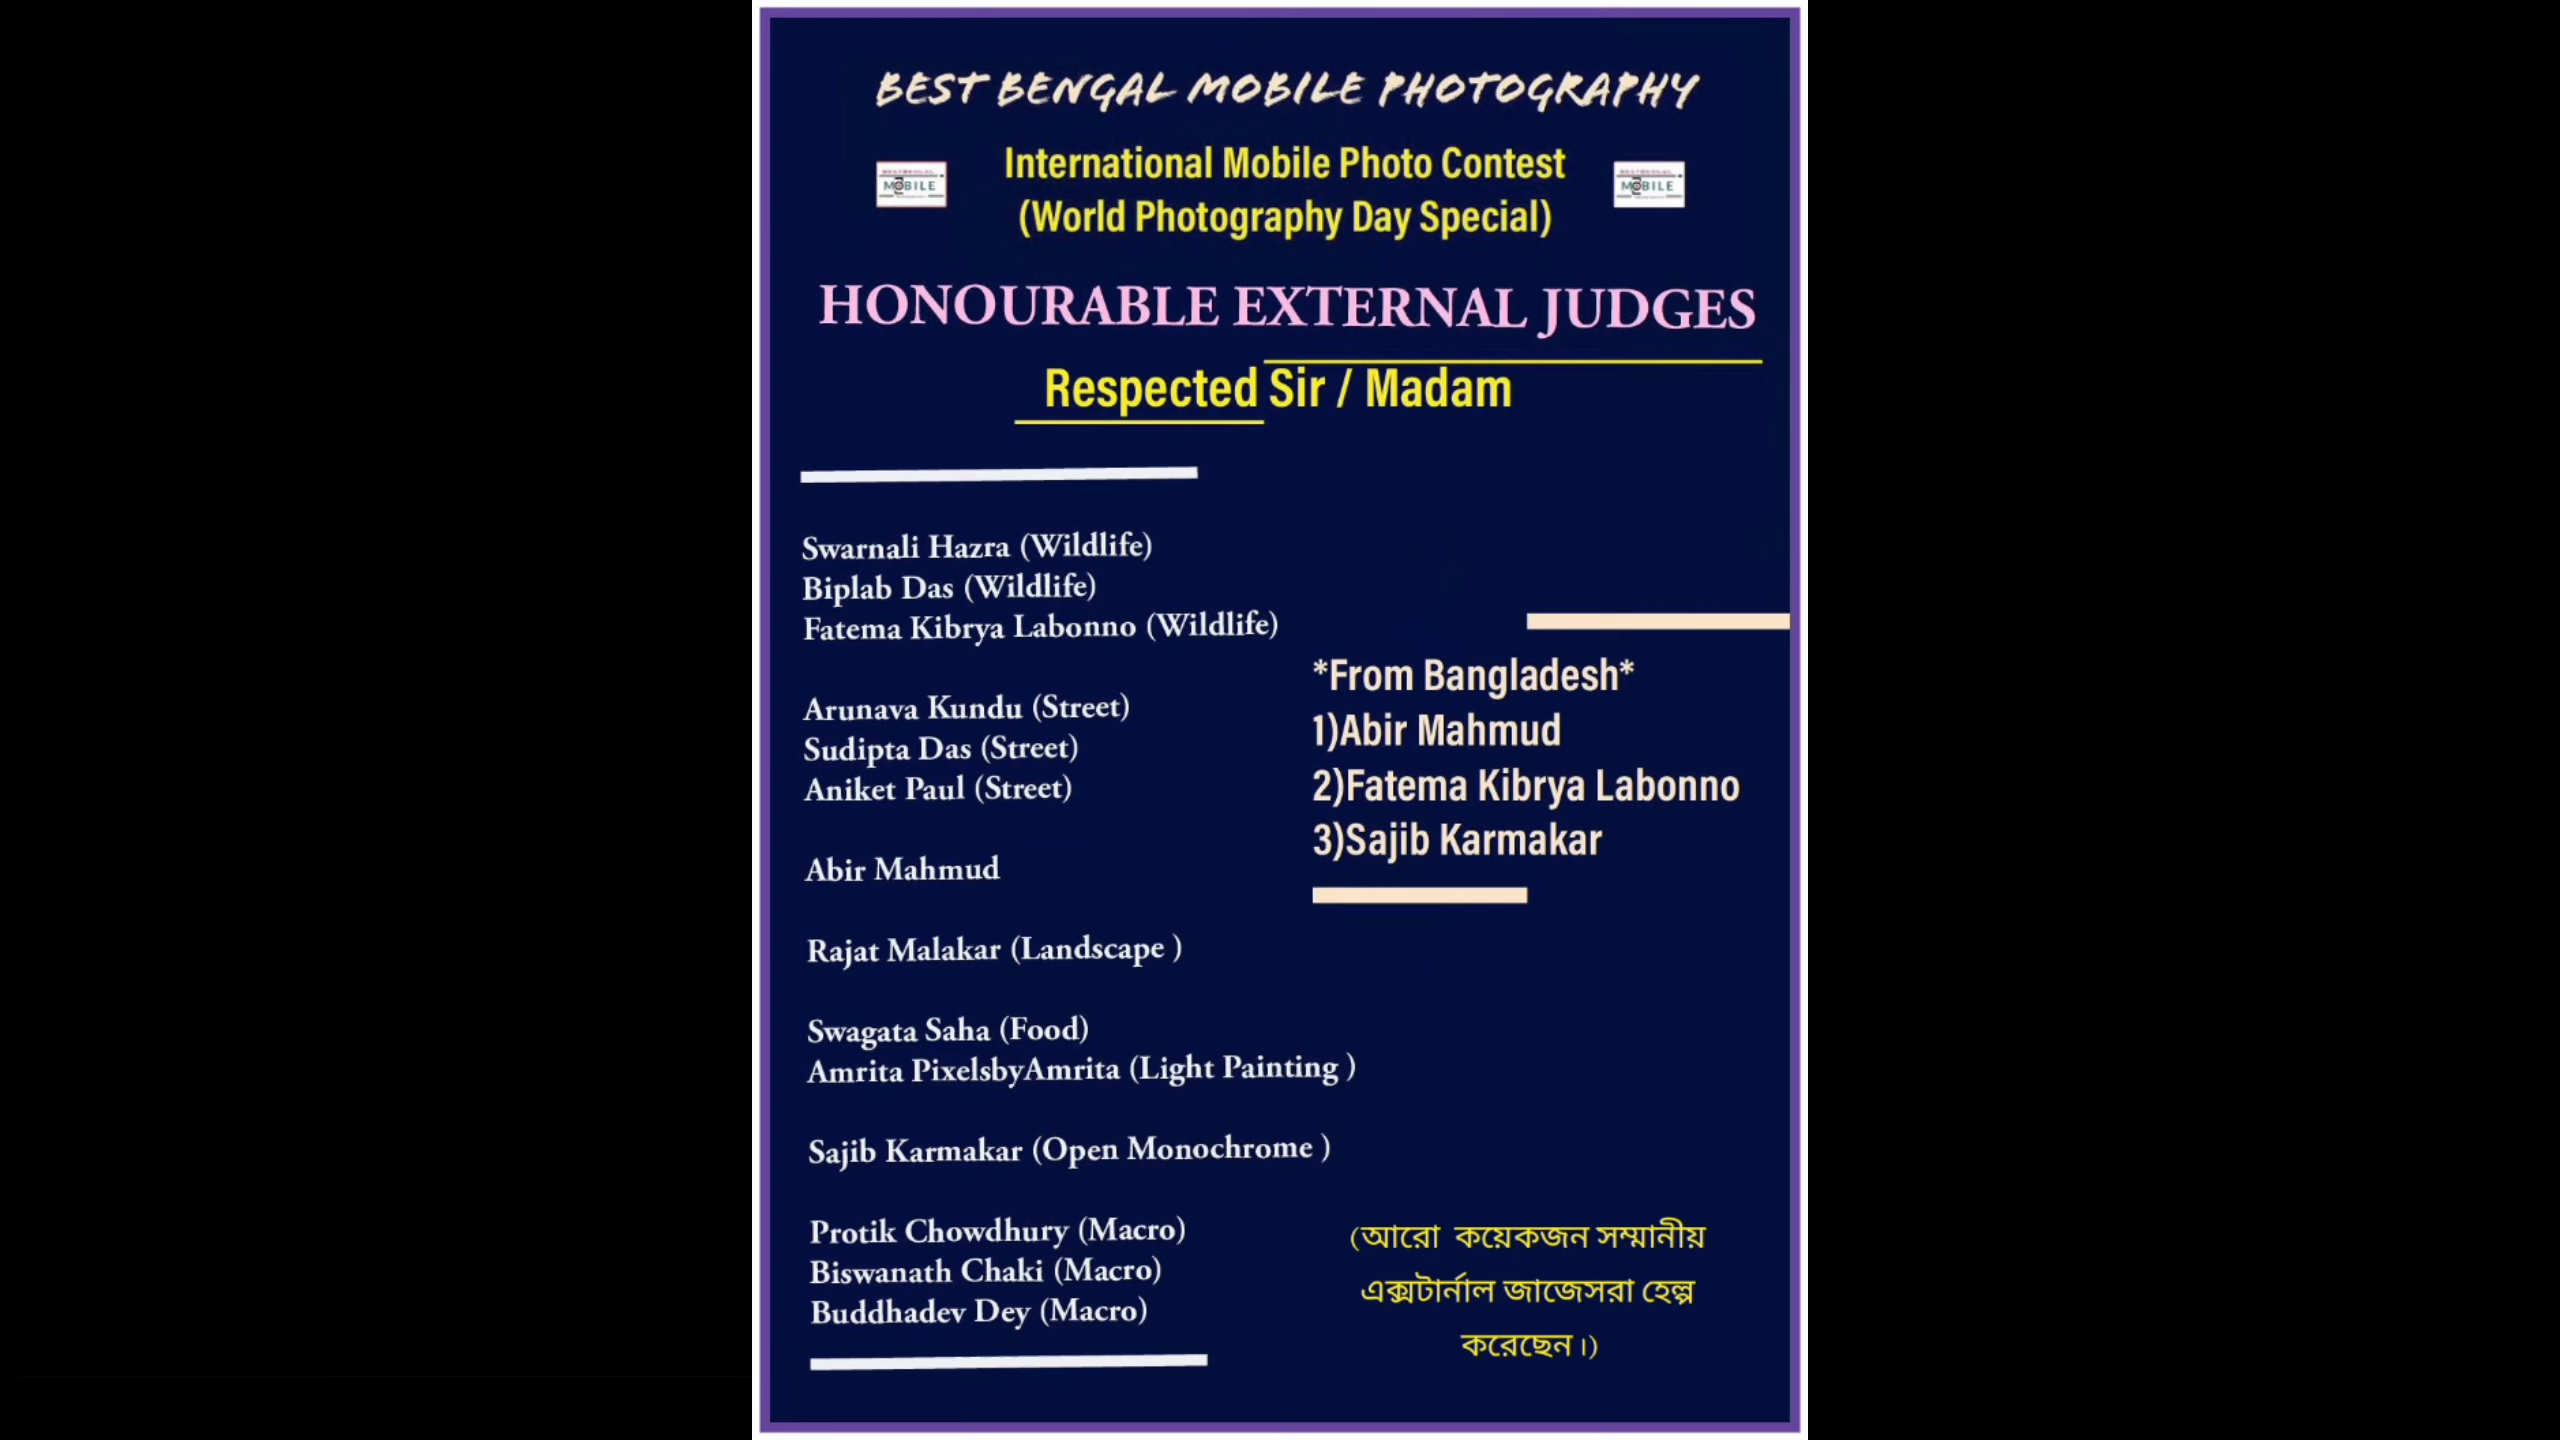 BEST BENGAL MOBILE PHOTOGRAPHY
International Mobile Photo Contest
(World Photography Day Special)
MOBILE
MOBILE
HONOURABLE EXTERNAL JUDGES
Respected Sir / Madam
Swarnali Hazra (Wildlife)
Biplab Das (Wildlife)
Fatema Kibrya Labonno (Wildlife)
Arunava Kundu (Street)
Sudipta Das (Street)
Aniket Paul (Street)
Abir Mahmud
Rajat Malakar (Landscape )
Swagata Saha (Food)
Amrita PixelsbyAmrita (Light Painting )
Sajib Karmakar (Open Monochrome )
Protik Chowdhury (Macro)
Biswanath Chaki (Macro)
Buddhadev Dey (Macro)
*From Bangladesh*
1)Abir Mahmud
2)Fatema Kibrya Labonno
3)Sajib Karmakar
(আরো কয়েকজন সম্মানীয়
এক্সটার্নাল জাজেসরা হেল্প
করেছেন।)